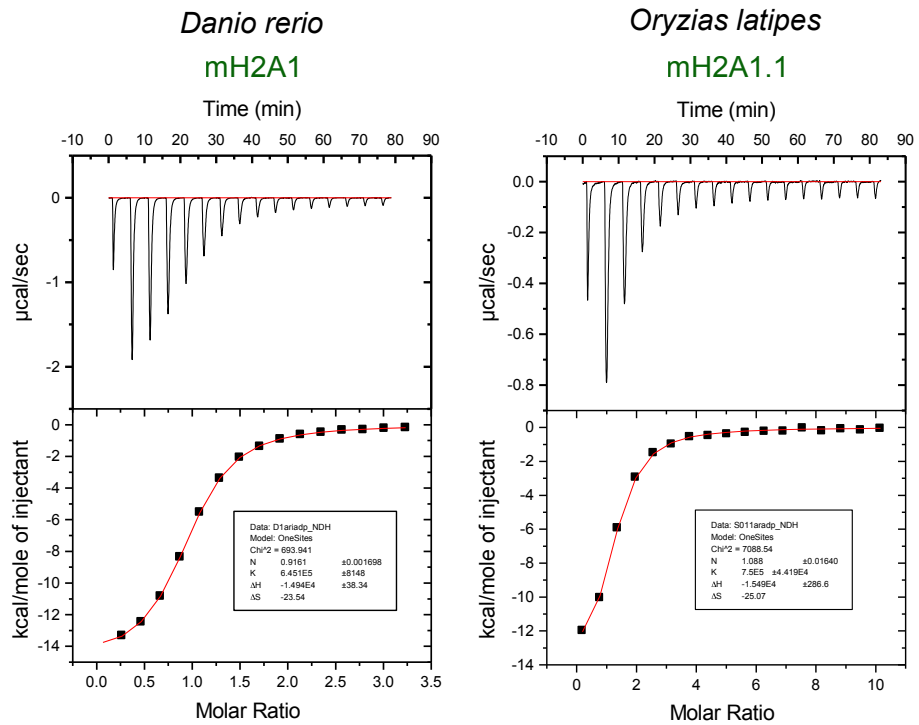 Danio rerio
mH2A1
Time (min)
-10 0 10 20 30 40 50 60 70 80 90
0
-1
-2
µcal/sec
0
-2
-4
-6
-8
-10
-12
-14
kcal/mole of injectant
Data: D1ariadp_NDH
Model: OneSites
Chi^2 = 693.941
N 0.9161 ±0.001698
K 6.451E5 ±8148
ΔH -1.494E4 ±38.34
ΔS -23.54
0.0 0.5 1.0 1.5 2.0 2.5 3.0 3.5
Molar Ratio
Oryzias latipes
mH2A1.1
Time (min)
-10 0 10 20 30 40 50 60 70 80 90
0.0
-0.2
-0.4
-0.6
-0.8
µcal/sec
0
-2
-4
-6
-8
-10
-12
-14
kcal/mole of injectant
Data: S011aradp_NDH
Model: OneSites
Chi^2 = 7088.54
N 1.088 ±0.01640
K 7.5E5 ±4.419E4
ΔH -1.549E4 ±286.6
ΔS -25.07
0 2 4 6 8 10
Molar Ratio